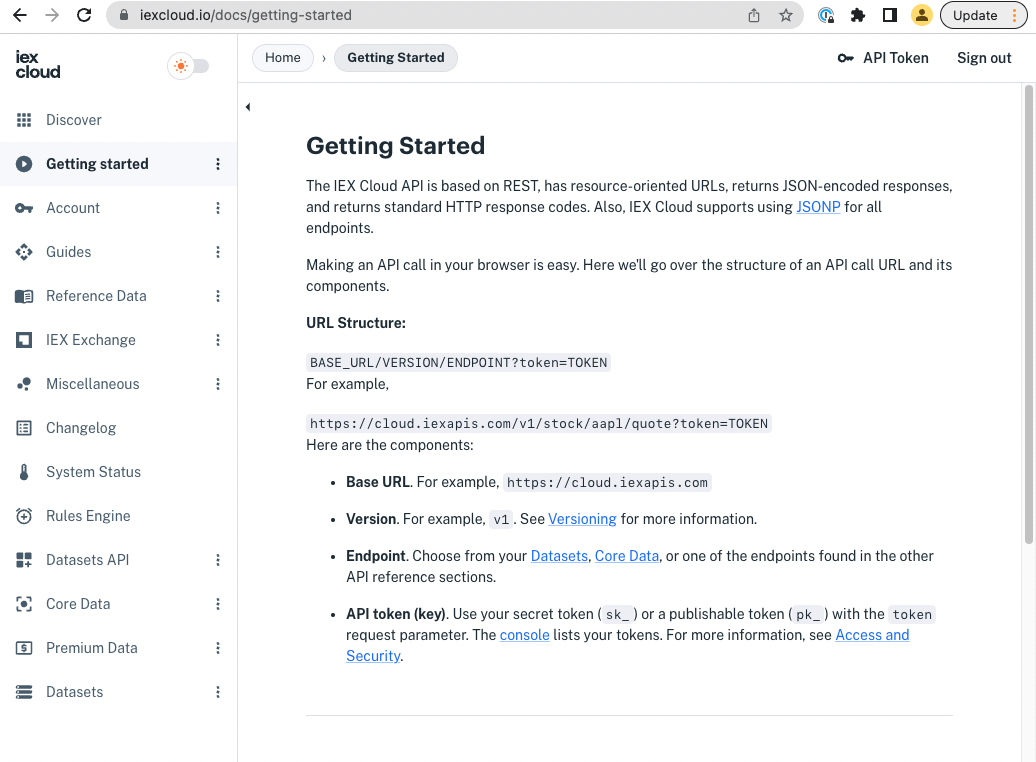 iexcloud.io/docs/getting-started
Update
iex
cloud
Home › Getting Started
API Token
Sign out
Discover
Getting started
Account
Guides
Reference Data
IEX Exchange
Miscellaneous
Changelog
System Status
Rules Engine
Datasets API
Core Data
Premium Data
Datasets
Getting Started
The IEX Cloud API is based on REST, has resource-oriented URLs, returns JSON-encoded responses,
and returns standard HTTP response codes. Also, IEX Cloud supports using JSONP for all
endpoints.
Making an API call in your browser is easy. Here we'll go over the structure of an API call URL and its
components.
URL Structure:
BASE_URL/VERSION/ENDPOINT?token=TOKEN
For example,
https://cloud.iexapis.com/v1/stock/aapl/quote?token=TOKEN
Here are the components:
• Base URL. For example, https://cloud.iexapis.com
• Version. For example, v1. See Versioning for more information.
• Endpoint. Choose from your Datasets, Core Data, or one of the endpoints found in the other
API reference sections.
• API token (key). Use your secret token (sk_) or a publishable token (pk_) with the token
request parameter. The console lists your tokens. For more information, see Access and
Security.